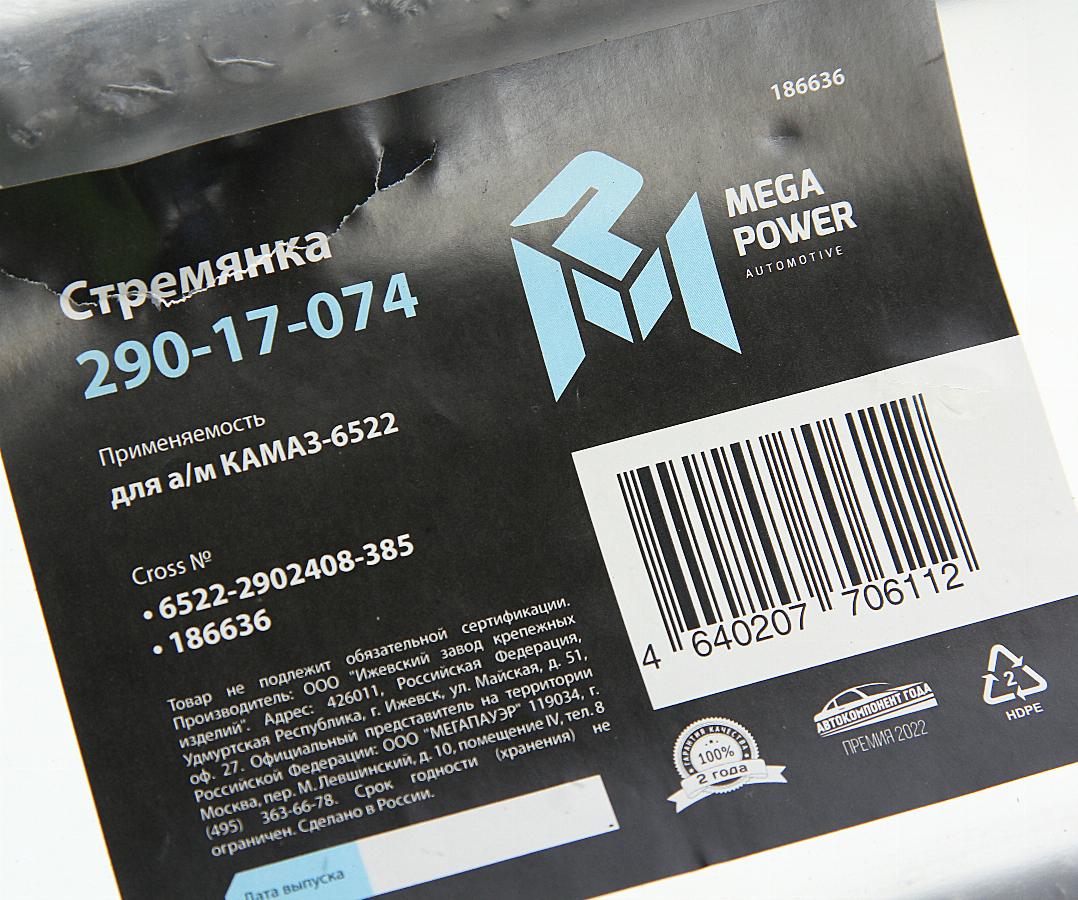 186636
MEGA
POWER
AUTOMOTIVE
Стремянка
290-17-074
Применяемость
для а/м КАМАЗ-6522
Cross №
• 6522-2902408-385
• 186636
Товар не подлежит обязательной сертификации.
Производитель: ООО "Ижевский завод крепежных
изделий". Адрес: 426011, Российская Федерация,
Удмуртская Республика, г. Ижевск, ул. Майская, д. 51,
оф. 27. Официальный представитель на территории
Российской Федерации: ООО "МЕГАПАУЭР" 119034, г.
Москва, пер. М. Левшинский, д. 10, помещение IV, тел. 8
(495) 363-66-78. Срок годности (хранения) не
ограничен. Сделано в России.
Дата выпуска
4 640207 706112
ГАРАНТИЯ КАЧЕСТВА
100%
2 года
АВТОКОМПОНЕНТ ГОДА
ПРЕМИЯ 2022
2
HDPE